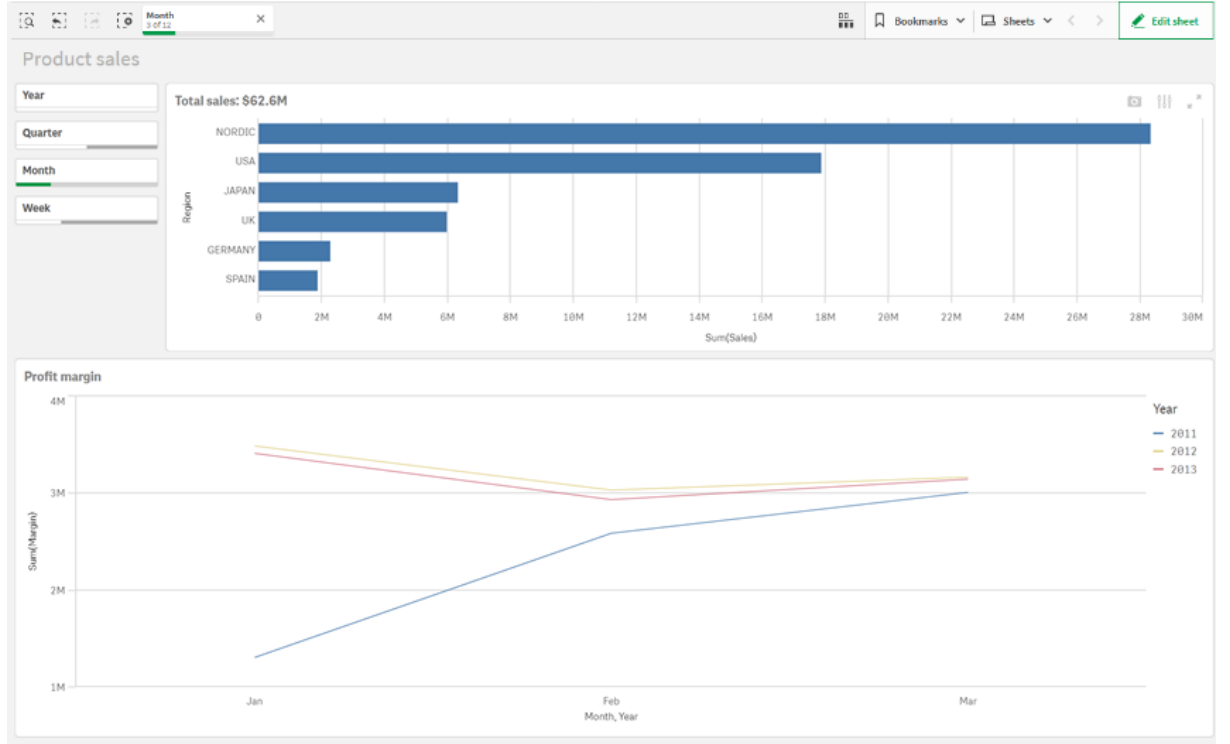 Month
3 of 12
Bookmarks
Sheets
Edit sheet
Product sales
Year
Quarter
Month
Week
Total sales: $62.6M
Region
NORDIC
USA
JAPAN
UK
GERMANY
SPAIN
0 2M 4M 6M 8M 10M 12M 14M 16M 18M 20M 22M 24M 26M 28M 30M
Sum(Sales)
Profit margin
Sum(Margin)
4M
3M
2M
1M
Jan Feb Mar
Month, Year
Year
2011
2012
2013